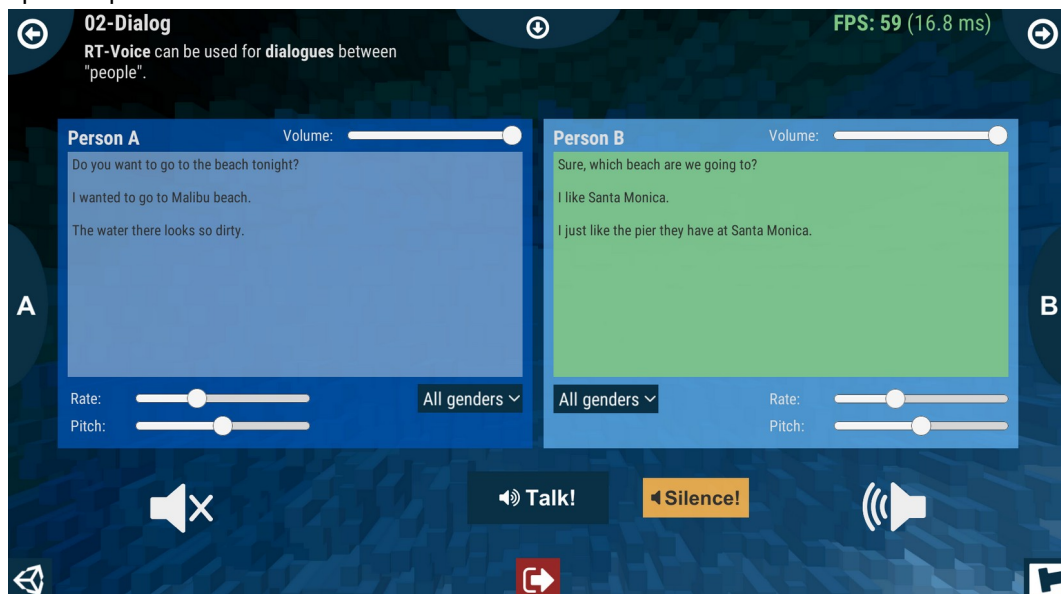 02-Dialog
FPS: 59 (16.8 ms)
RT-Voice can be used for dialogues between
"people".
Person A
Volume:
Do you want to go to the beach tonight?
I wanted to go to Malibu beach.
The water there looks so dirty.
Rate:
All genders
Pitch:
Person B
Volume:
Sure, which beach are we going to?
I like Santa Monica.
I just like the pier they have at Santa Monica.
All genders
Rate:
Pitch:
A
B
Talk!
Silence!